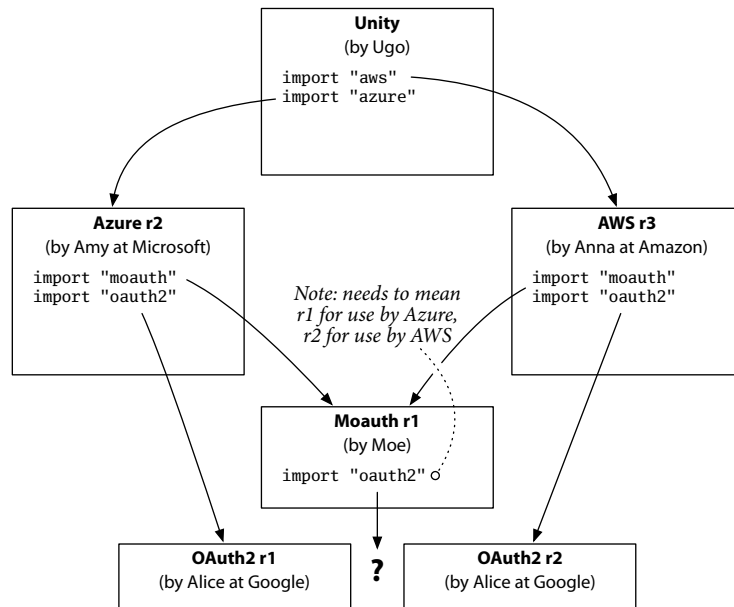 Unity
(by Ugo)
import "aws"
import "azure"
Azure r2
(by Amy at Microsoft)
import "moauth"
import "oauth2"
AWS r3
(by Anna at Amazon)
import "moauth"
import "oauth2"
Note: needs to mean
r1 for use by Azure,
r2 for use by AWS
Moauth r1
(by Moe)
import "oauth2"
OAuth2 r1
(by Alice at Google)
?
OAuth2 r2
(by Alice at Google)